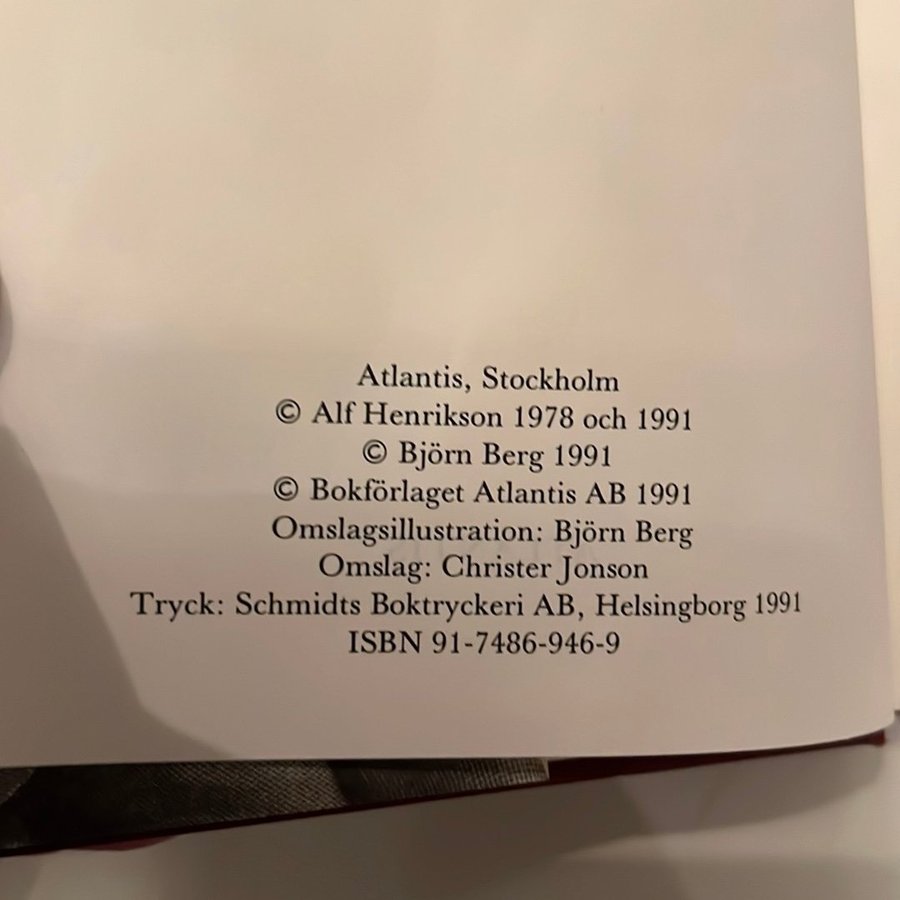 Atlantis, Stockholm
© Alf Henrikson 1978 och 1991
© Björn Berg 1991
© Bokförlaget Atlantis AB 1991
Omslagsillustration: Björn Berg
Omslag: Christer Jonson
Tryck: Schmidts Boktryckeri AB, Helsingborg 1991
ISBN 91-7486-946-9